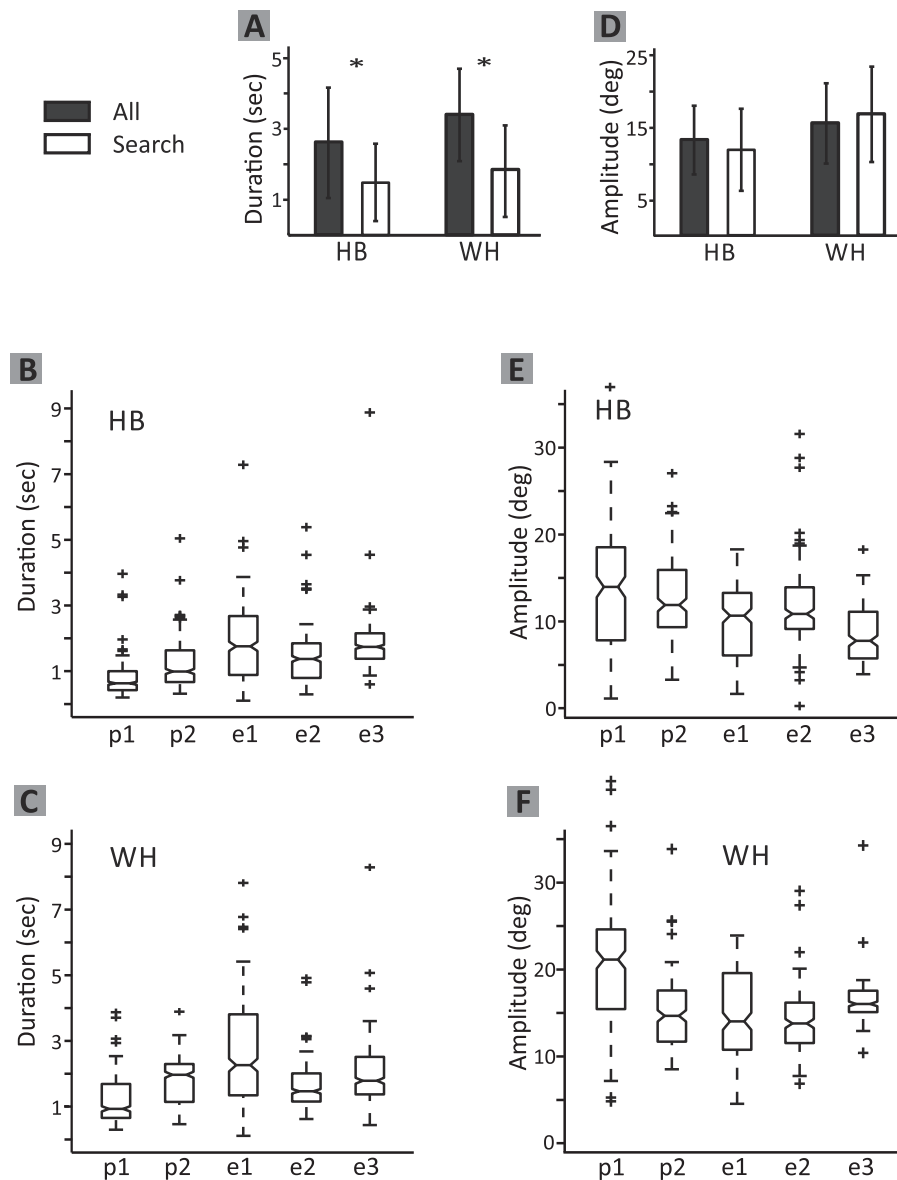 A
D
All
Search
Duration (sec)
5
3
1
*
*
HB
WH
Amplitude (deg)
25
15
5
HB
WH
B
HB
Duration (sec)
9
7
5
3
1
p1 p2 e1 e2 e3
E
HB
Amplitude (deg)
30
20
10
0
p1 p2 e1 e2 e3
C
WH
Duration (sec)
9
7
5
3
1
p1 p2 e1 e2 e3
F
WH
Amplitude (deg)
30
20
10
0
p1 p2 e1 e2 e3